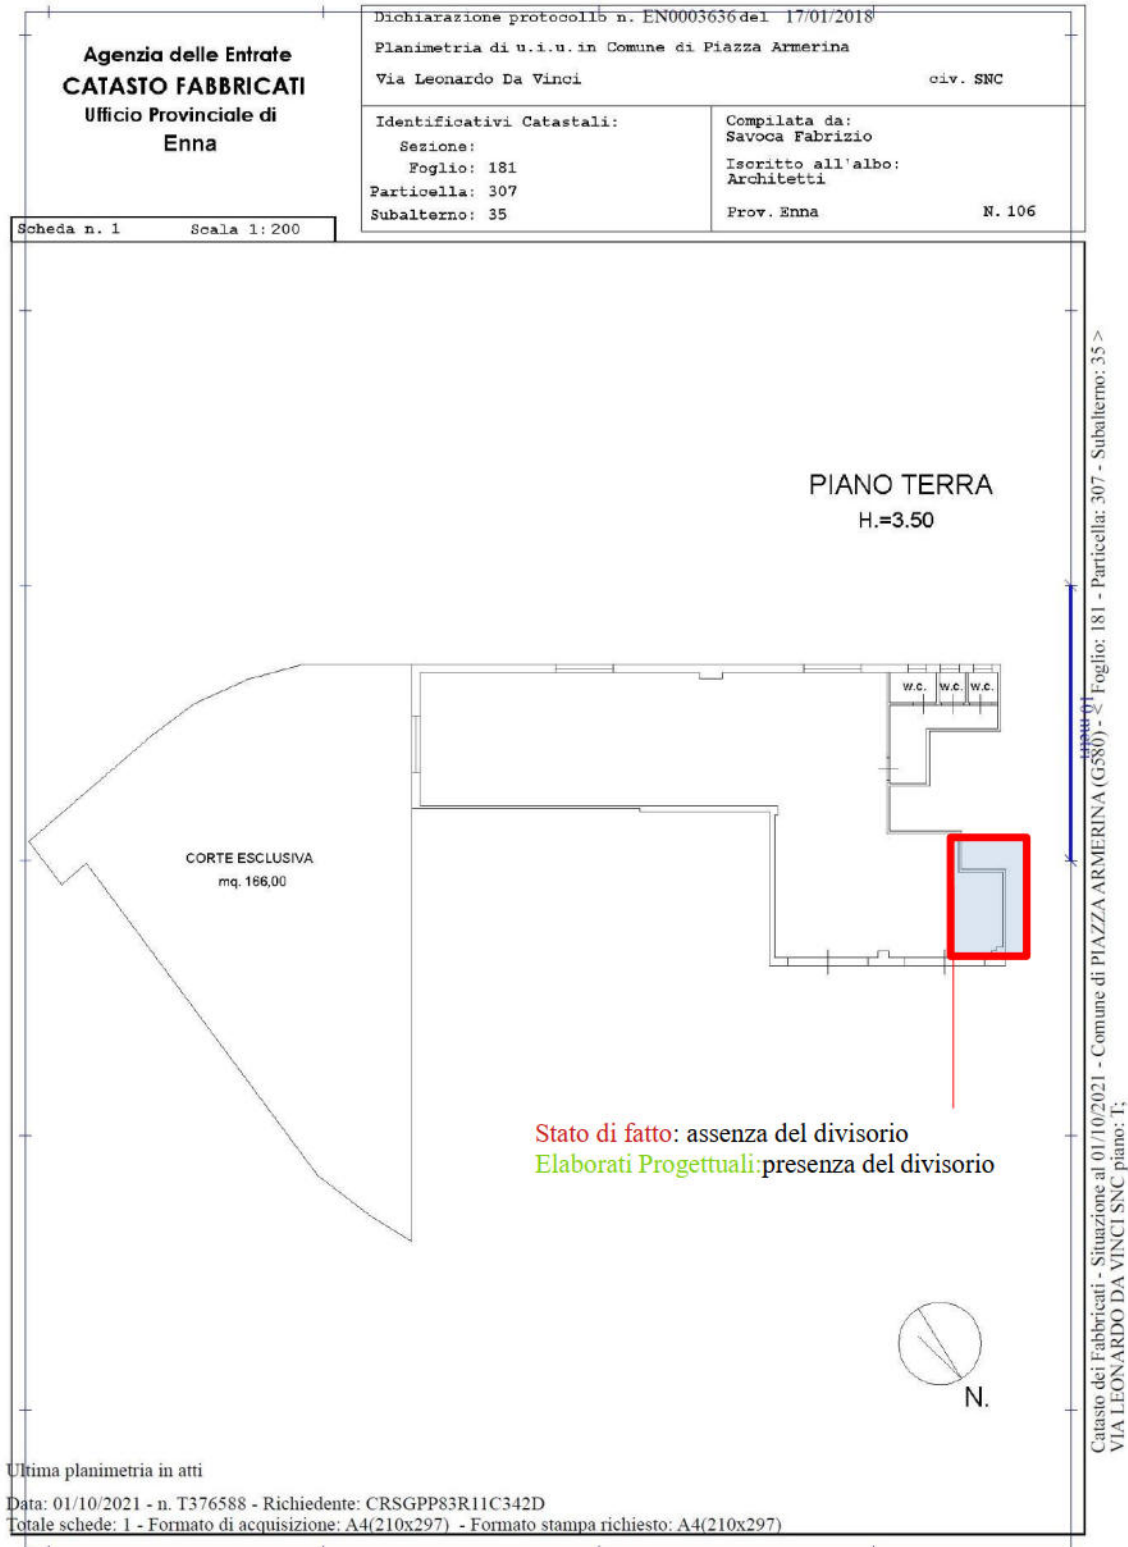 Agenzia delle Entrate
CATASTO FABBRICATI
Ufficio Provinciale di
Enna
Dichiarazione protocollo n. EN0003636 del 17/01/2018
Planimetria di u.i.u. in Comune di Piazza Armerina
Via Leonardo Da Vinci civ. SNC
Identificativi Catastali:
Sezione:
Foglio: 181
Particella: 307
Subalterno: 35
Compilata da:
Savoca Fabrizio
Iscritto all'albo:
Architetti
Prov. Enna N. 106
Scheda n. 1 Scala 1:200
PIANO TERRA
H.=3.50
w.c. w.c. w.c.
CORTE ESCLUSIVA
mq. 166,00
10 metri
Stato di fatto: assenza del divisorio
Elaborati Progettuali:presenza del divisorio
N.
Catasto dei Fabbricati - Situazione al 01/10/2021 - Comune di PIAZZA ARMERINA (G580) - < Foglio: 181 - Particella: 307 - Subalterno: 35 >
VIA LEONARDO DA VINCI SNC piano: T;
Ultima planimetria in atti
Data: 01/10/2021 - n. T376588 - Richiedente: CRSGPP83R11C342D
Totale schede: 1 - Formato di acquisizione: A4(210x297) - Formato stampa richiesto: A4(210x297)